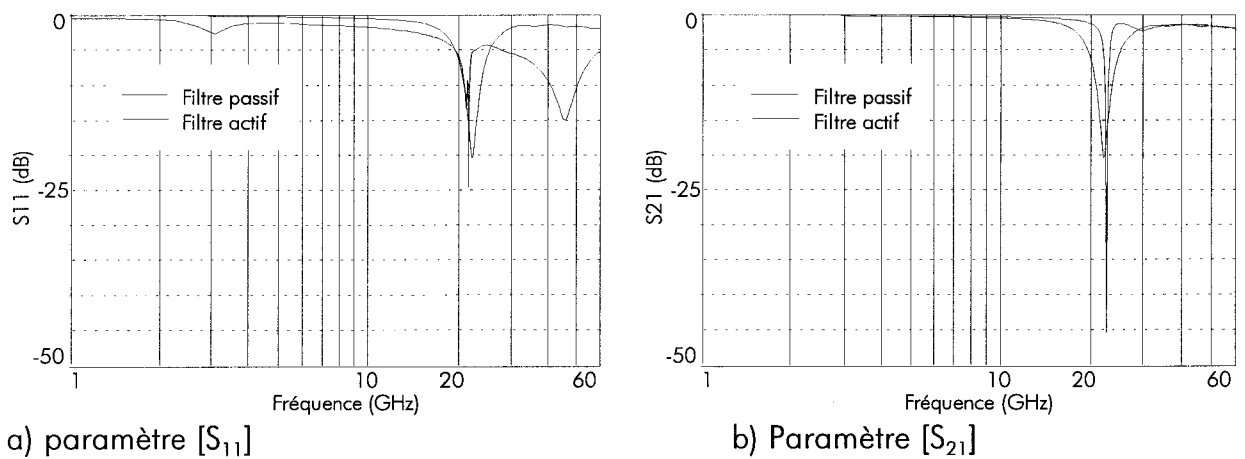 0
-25
-50
S11 (dB)
Filtre passif
Filtre actif
1
10
20
60
Fréquence (GHz)
a) paramètre [S11]
0
-25
-50
S21 (dB)
Filtre passif
Filtre actif
1
10
20
60
Fréquence (GHz)
b) Paramètre [S21]